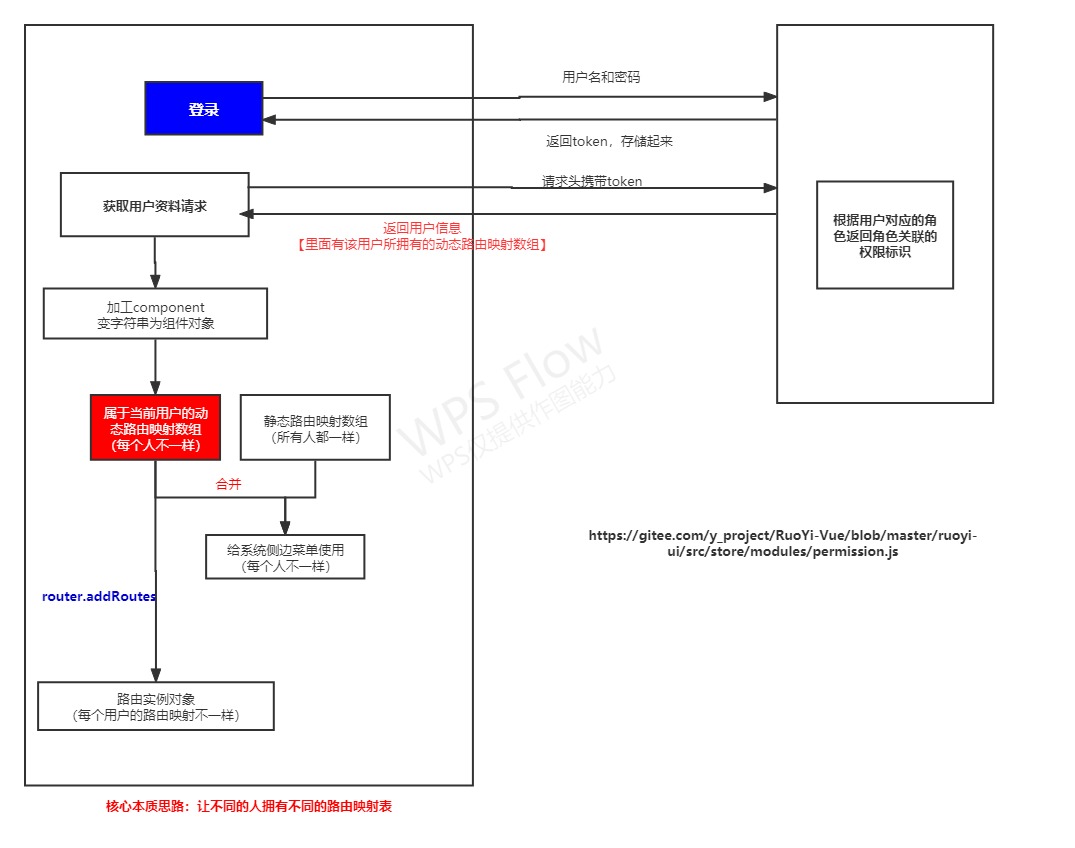 用户名和密码
登录
返回token，存储起来
请求头携带token
获取用户资料请求
返回用户信息
【里面有该用户所拥有的动态路由映射数组】
根据用户对应的角
色返回角色关联的
权限标识
加工component
变字符串为组件对象
属于当前用户的动
态路由映射数组
（每个人不一样）
静态路由映射数组
（所有人都一样）
WPS Flow
WPS仅提供作图能力
合并
给系统侧边菜单使用
（每个人不一样）
https://gitee.com/y_project/RuoYi-Vue/blob/master/ruoyi-
ui/src/store/modules/permission.js
router.addRoutes
路由实例对象
（每个用户的路由映射不一样）
核心本质思路：让不同的人拥有不同的路由映射表